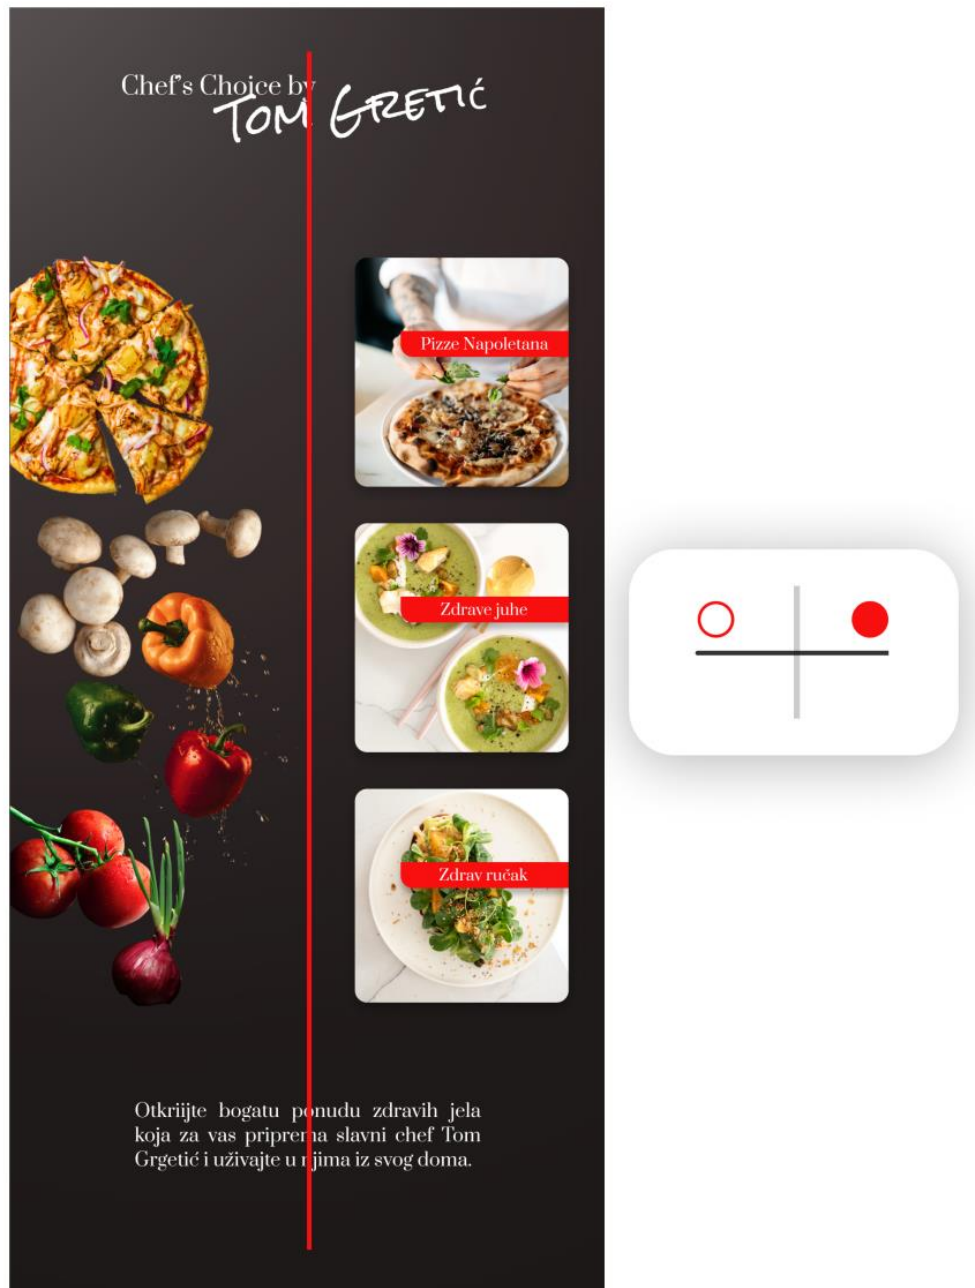 Chef's Choice by
TOM GRETIĆ
Pizze Napoletana
Zdrave juhe
Zdrav ručak
Otkriijte bogatu ponudu zdravih jela
koja za vas priprema slavni chef Tom
Grgetić i uživajte u njima iz svog doma.